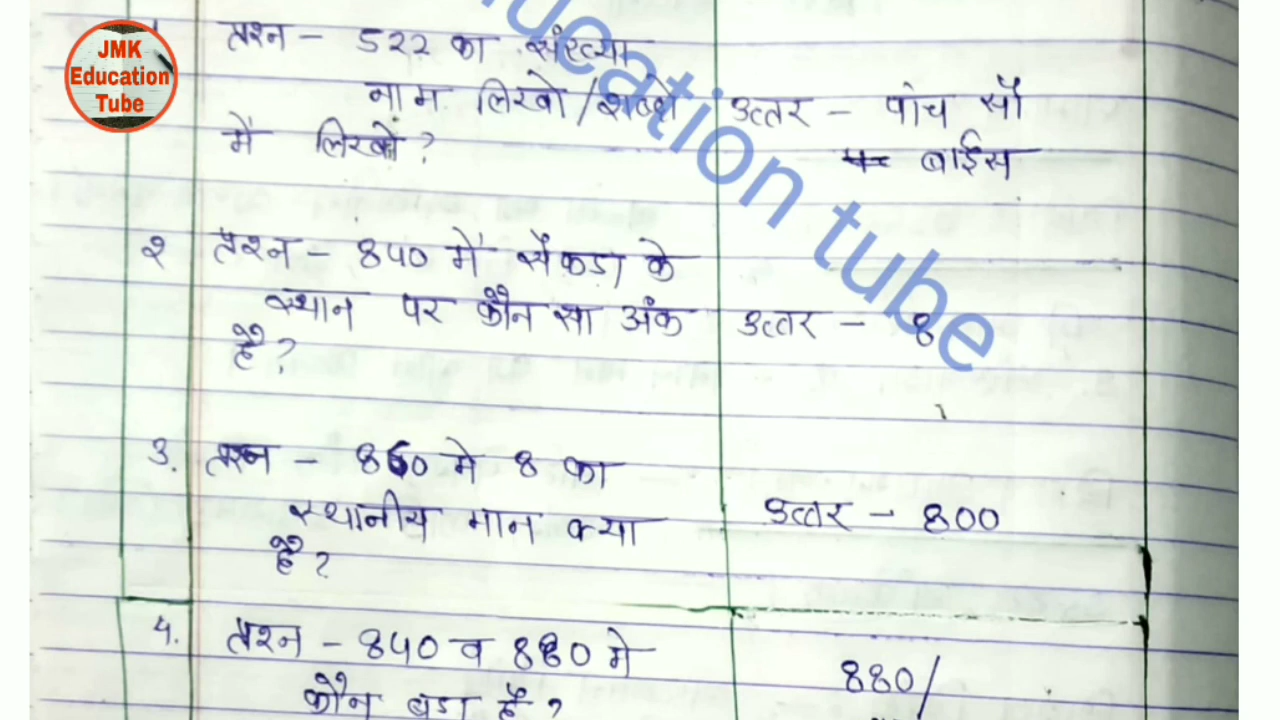 JMK
Education
Tube
ucation tube
प्रश्न - 522 का संख्या
नाम लिखो/शब्दो
में लिखो?
उत्तर - पांच सौ
बाईस
२ प्रश्न - 840 में सैकडा के
स्थान पर कौन सा अंक
है?
उत्तर - 8
3. प्रश्न - 860 मे 8 का
स्थानीय मान क्या
है?
उत्तर - 800
4. प्रश्न - 840 व 880 मे
कौन बडा है?
880/